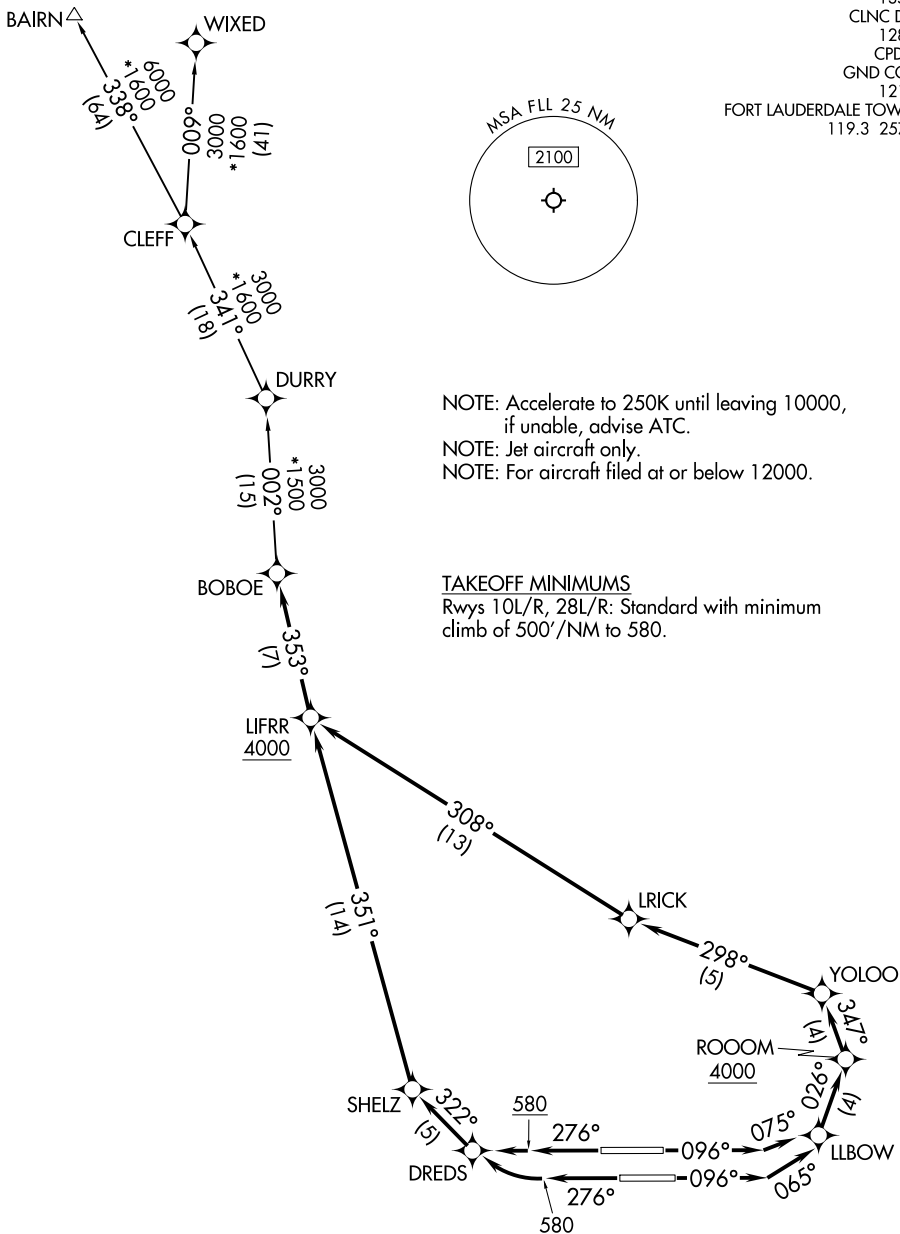 BAIRN
WIXED
6000
*1600
338°
(64)
009°
3000
*1600
(41)
CLNC
128
CPD
GND CO
121
FORT LAUDERDALE TOW
119.3 257
MSA FLL 25 NM
2100
CLEFF
3000
*1600
341°
(18)
DURRY
NOTE: Accelerate to 250K until leaving 10000,
if unable, advise ATC.
NOTE: Jet aircraft only.
NOTE: For aircraft filed at or below 12000.
3000
*1500
002°
(15)
BOBOE
TAKEOFF MINIMUMS
Rwys 10L/R, 28L/R: Standard with minimum
climb of 500'/NM to 580.
353°
(7)
LIFRR
4000
308°
(13)
351°
(14)
LRICK
298°
(5)
YOLOO
347°
(4)
ROOOM
4000
026°
(4)
SHELZ
322°
(5)
580
276°
096°
075°
LLBOW
DREDS
276°
096°
065°
580